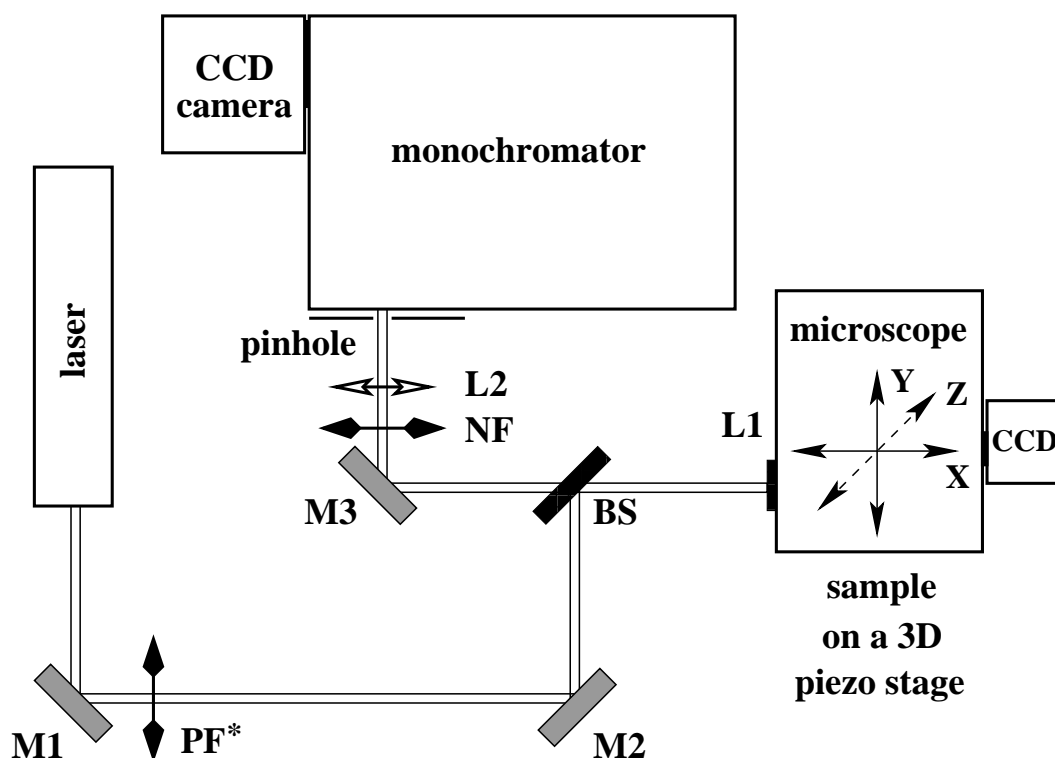 CCD
camera
monochromator
laser
pinhole
L2
NF
M3
BS
L1
microscope
Y
Z
X
CCD
sample
on a 3D
piezo stage
M1
PF*
M2